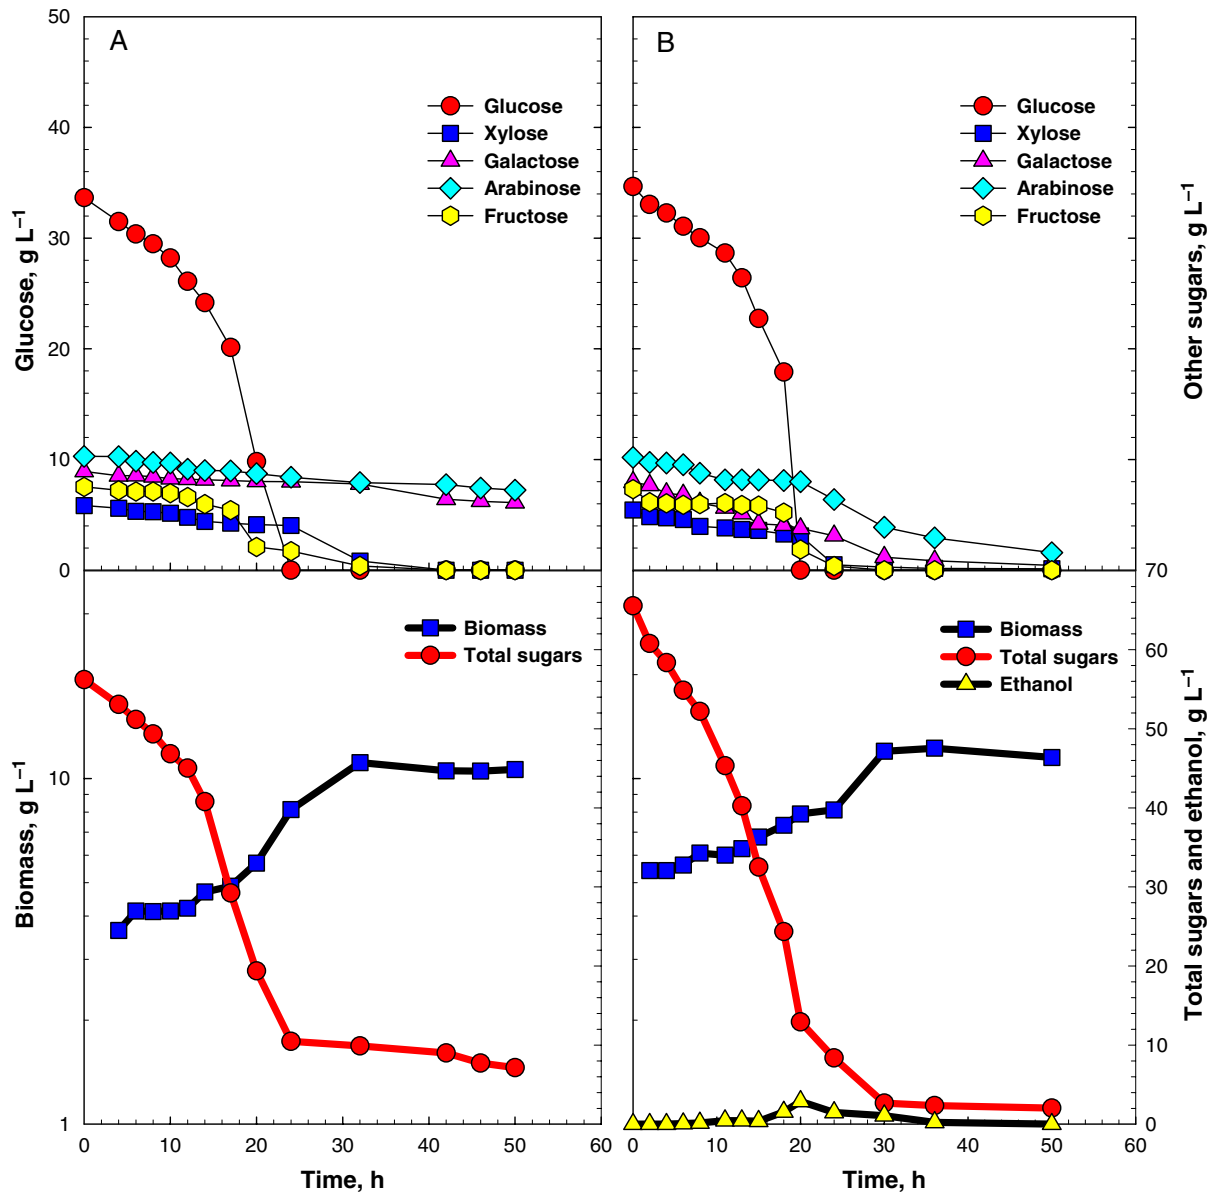 A
B
50
40
30
20
10
0
Glucose, g L⁻¹
Glucose
Xylose
Galactose
Arabinose
Fructose
Glucose
Xylose
Galactose
Arabinose
Fructose
Other sugars, g L⁻¹
Biomass
Total sugars
Biomass
Total sugars
Ethanol
10
1
Biomass, g L⁻¹
70
60
50
40
30
20
10
0
Total sugars and ethanol, g L⁻¹
0 10 20 30 40 50 60
0 10 20 30 40 50 60
Time, h
Time, h